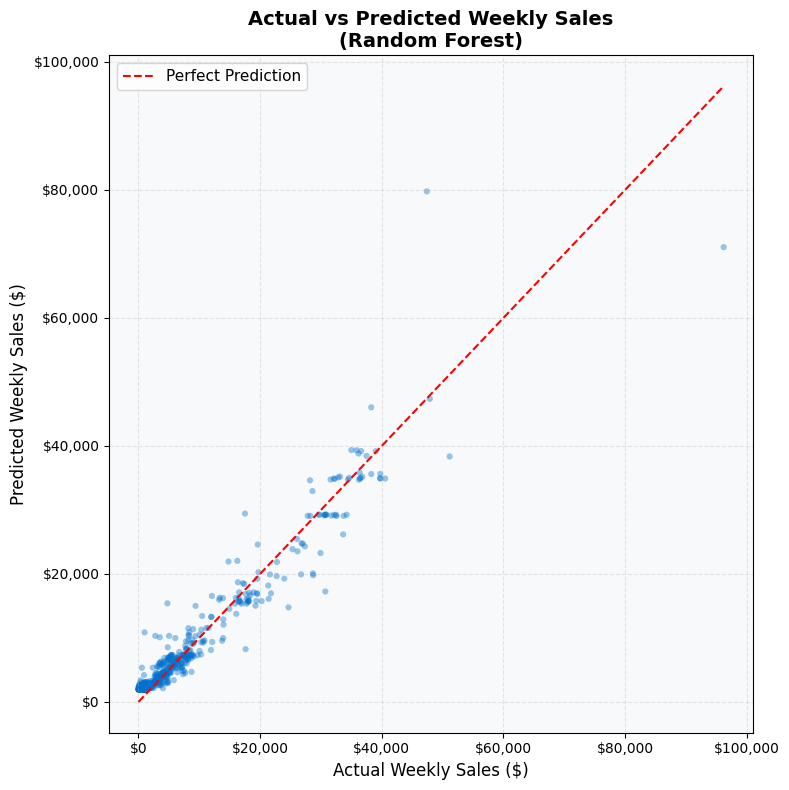 Actual vs Predicted Weekly Sales
(Random Forest)
Perfect Prediction
$100,000
$80,000
$60,000
$40,000
$20,000
$0
Predicted Weekly Sales ($)
$0
$20,000
$40,000
$60,000
$80,000
$100,000
Actual Weekly Sales ($)